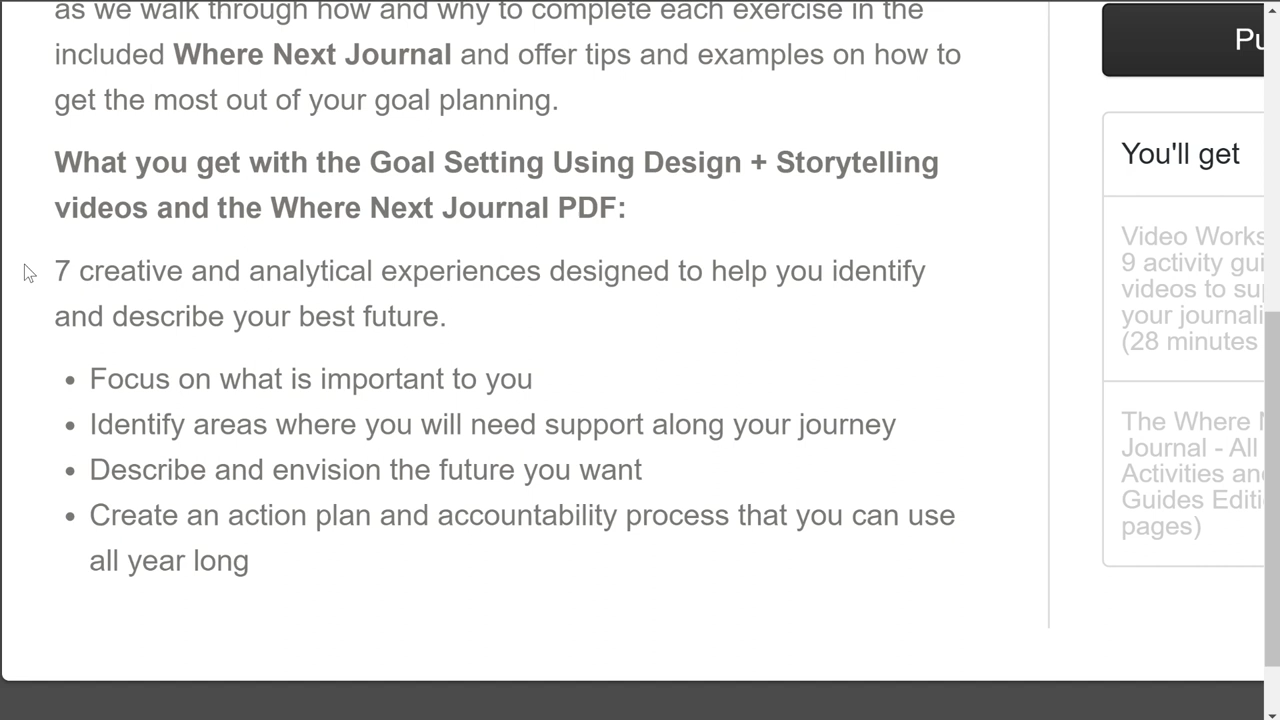 as we walk through how and why to complete each exercise in the
included Where Next Journal and offer tips and examples on how to
get the most out of your goal planning.
What you get with the Goal Setting Using Design + Storytelling
videos and the Where Next Journal PDF:
7 creative and analytical experiences designed to help you identify
and describe your best future.
• Focus on what is important to you
• Identify areas where you will need support along your journey
• Describe and envision the future you want
• Create an action plan and accountability process that you can use
all year long
You'll get
Video
9 activity
videos to
your
(28 minutes
The Where
Journal - All
Activities
Guides
pages)